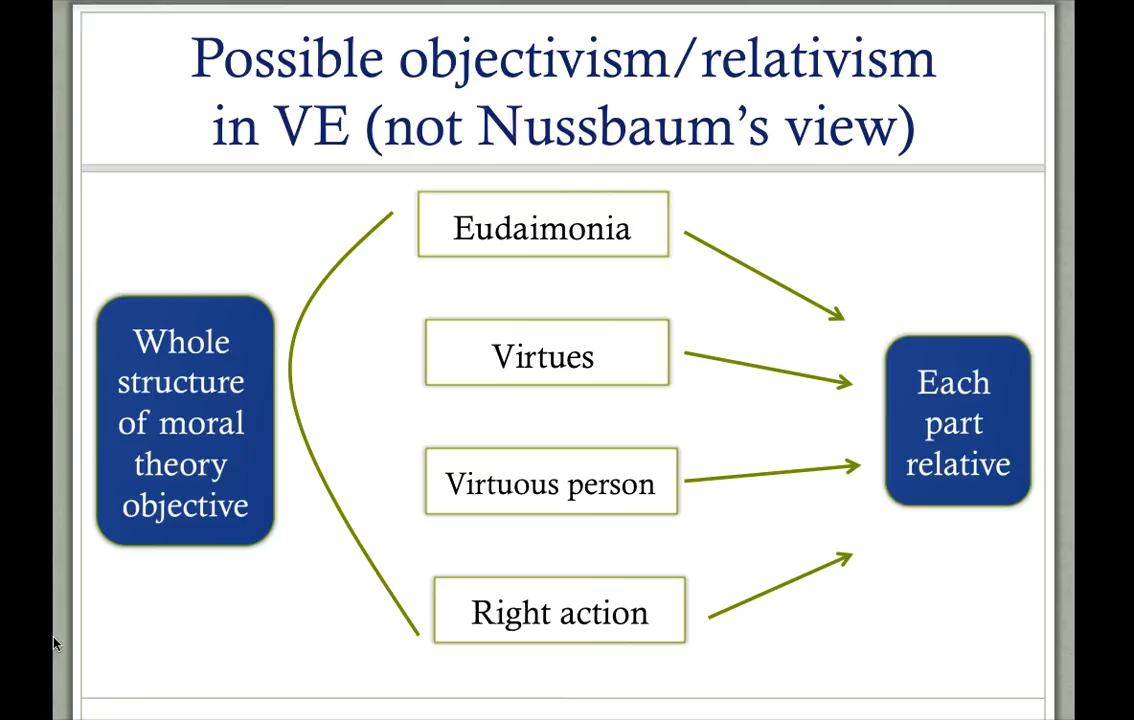 Possible objectivism/relativism
in VE (not Nussbaum's view)
Whole
structure
of moral
theory
objective
Eudaimonia
Virtues
Virtuous person
Right action
Each
part
relative